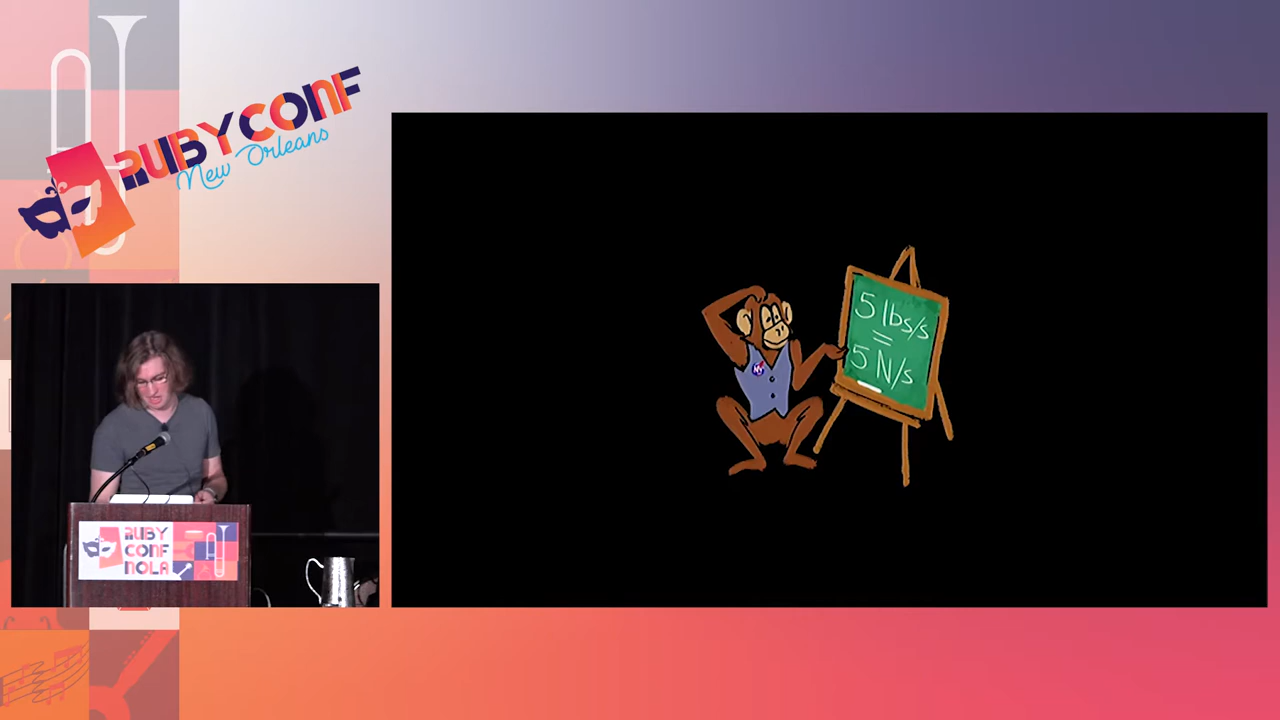 RUBYCONF
New Orleans
5 lbs/s
=
5 N/s
RUBY
CONF
NOLA